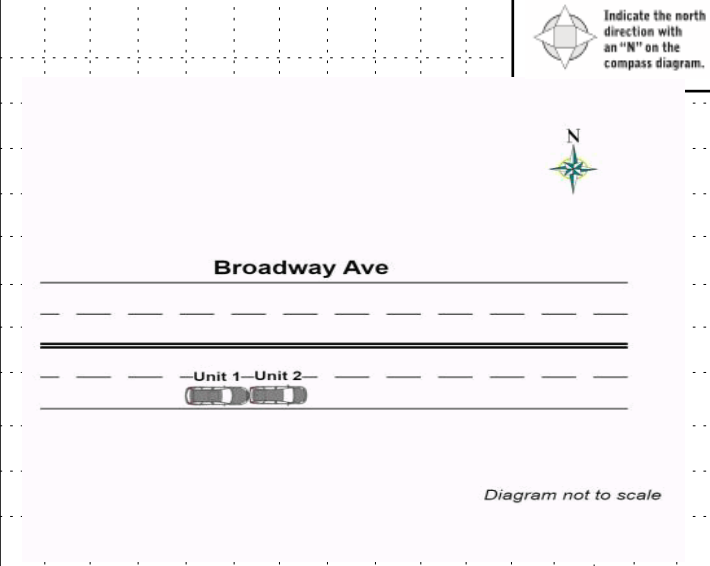 Indicate the north
direction with
an "N" on the
compass diagram.
N
Broadway Ave
Unit 1 Unit 2
Diagram not to scale